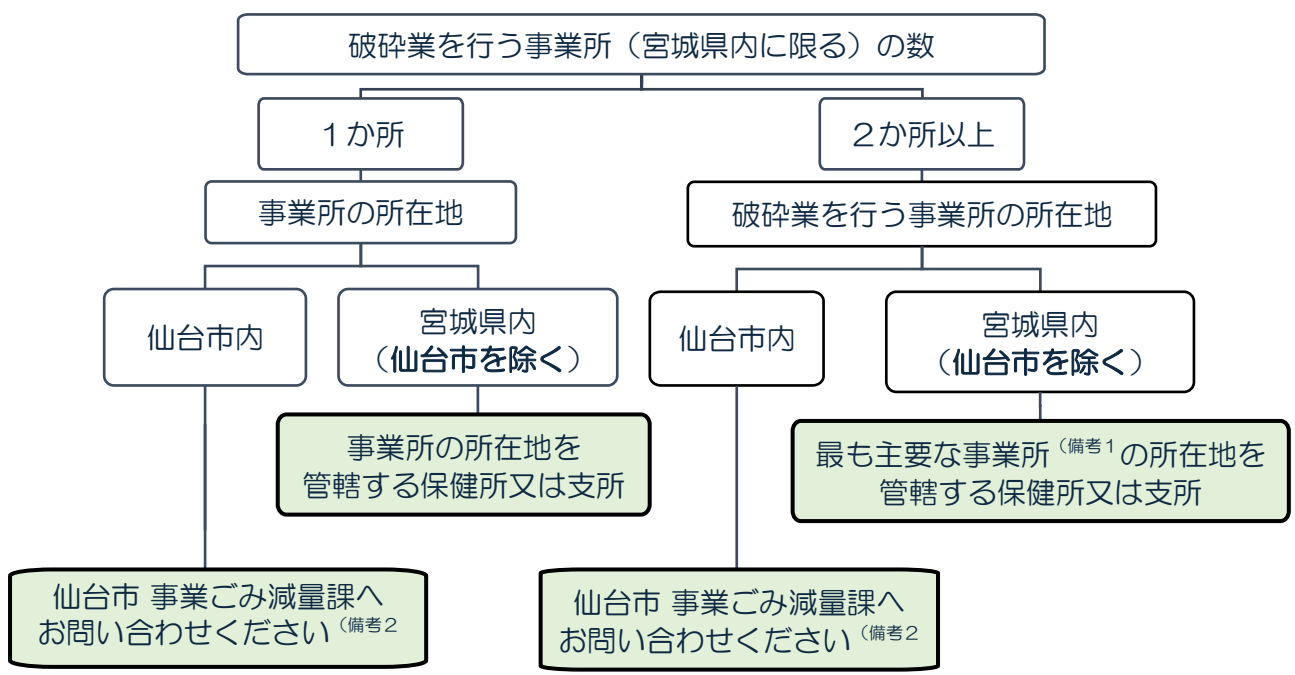 破砕業を行う事業所（宮城県内に限る）の数
１か所
２か所以上
事業所の所在地
破砕業を行う事業所の所在地
仙台市内
宮城県内
（仙台市を除く）
仙台市内
宮城県内
（仙台市を除く）
事業所の所在地を
管轄する保健所又は支所
最も主要な事業所（備考１の所在地を
管轄する保健所又は支所
仙台市 事業ごみ減量課へ
お問い合わせください（備考２
仙台市 事業ごみ減量課へ
お問い合わせください（備考２